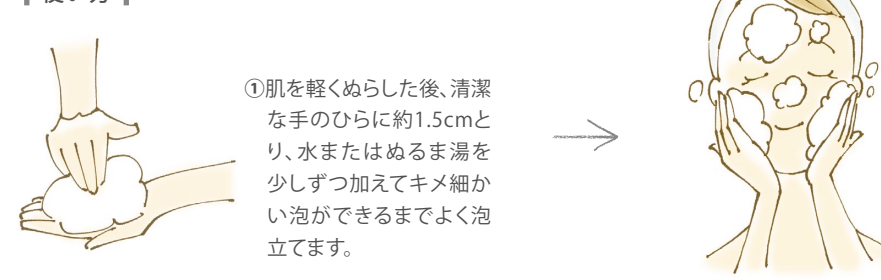 ①肌を軽くぬらした後、清潔
な手のひらに約1.5cmと
り、水またはぬるま湯を
少しずつ加えてキメ細か
い泡ができるまでよく泡
立てます。